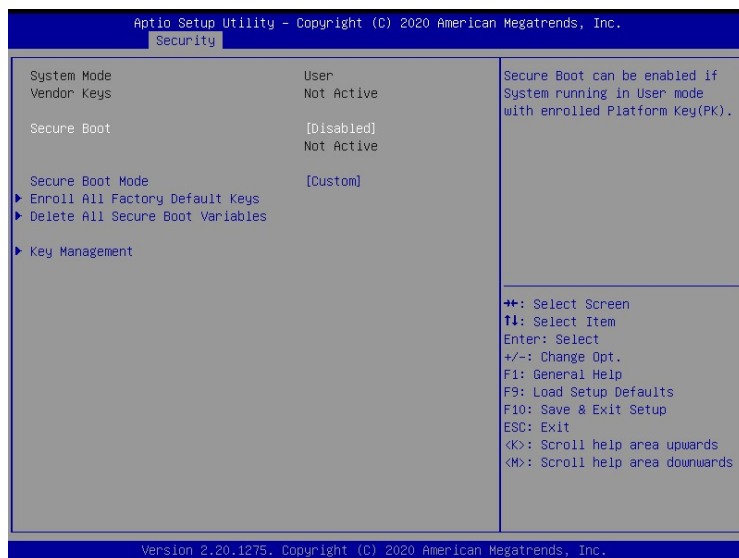 Aptio Setup Utility – Copyright (C) 2020 American Megatrends, Inc.
Security
System Mode User
Vendor Keys Not Active
Secure Boot [Disabled]
Not Active
Secure Boot Mode [Custom]
▶ Enroll All Factory Default Keys
▶ Delete All Secure Boot Variables
▶ Key Management
Secure Boot can be enabled if
System running in User mode
with enrolled Platform Key(PK).
→←: Select Screen
↑↓: Select Item
Enter: Select
+/-: Change Opt.
F1: General Help
F9: Load Setup Defaults
F10: Save & Exit Setup
ESC: Exit
<K>: Scroll help area upwards
<M>: Scroll help area downwards
Version 2.20.1275. Copyright (C) 2020 American Megatrends, Inc.